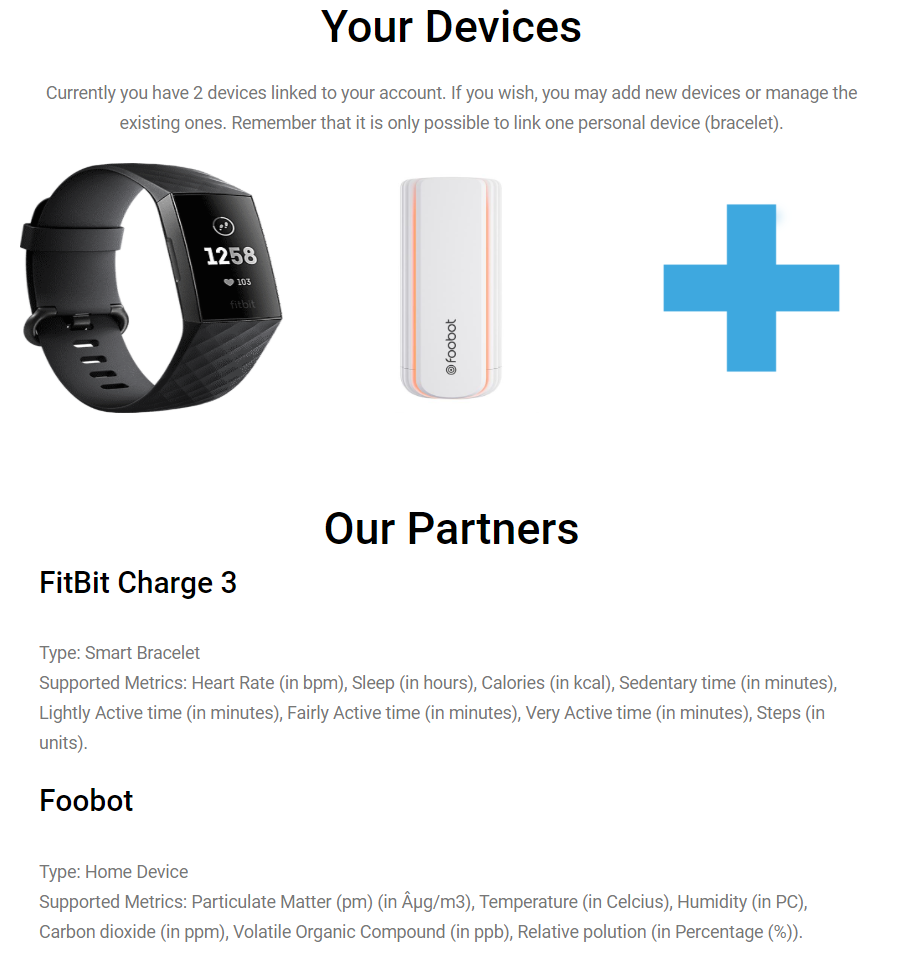 Your Devices
Currently you have 2 devices linked to your account. If you wish, you may add new devices or manage the
existing ones. Remember that it is only possible to link one personal device (bracelet).
1258
103
fitbit
foobot
Our Partners
FitBit Charge 3
Type: Smart Bracelet
Supported Metrics: Heart Rate (in bpm), Sleep (in hours), Calories (in kcal), Sedentary time (in minutes),
Lightly Active time (in minutes), Fairly Active time (in minutes), Very Active time (in minutes), Steps (in
units).
Foobot
Type: Home Device
Supported Metrics: Particulate Matter (pm) (in Âµg/m3), Temperature (in Celcius), Humidity (in PC),
Carbon dioxide (in ppm), Volatile Organic Compound (in ppb), Relative polution (in Percentage (%)).